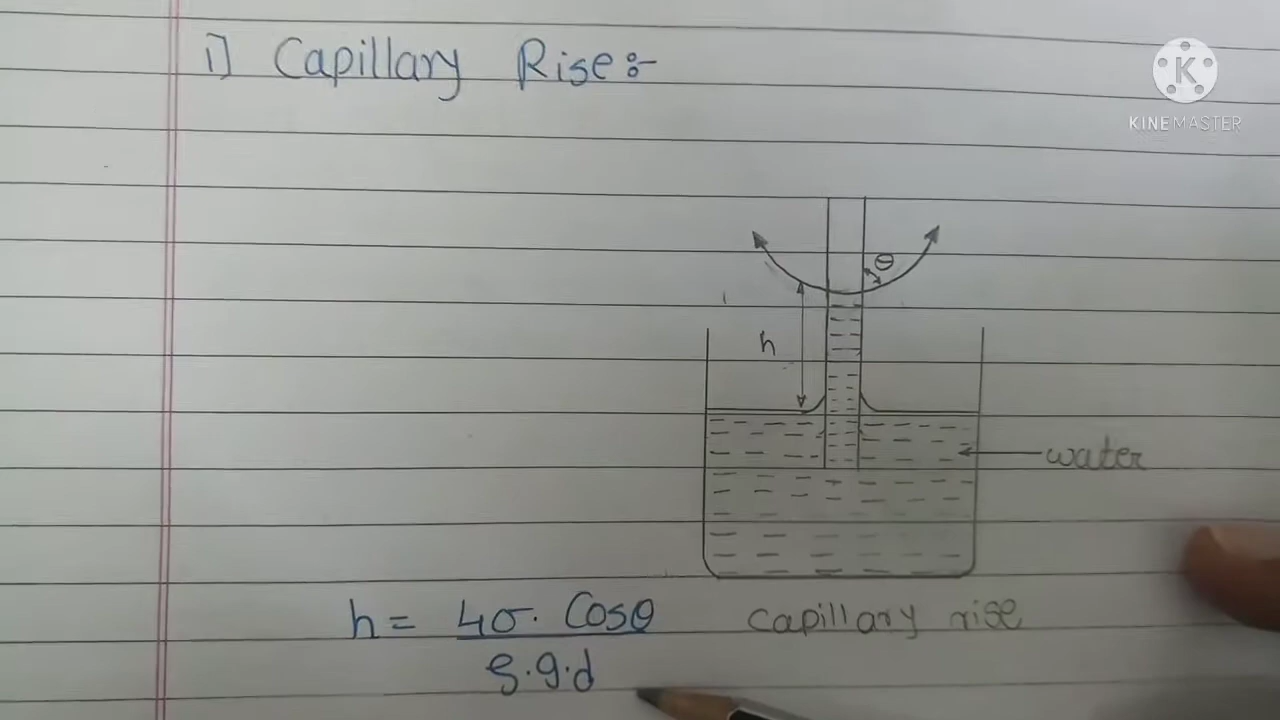 i) Capillary Rise:-
K
KINEMASTER
θ
h
water
h = 4σ. Cosθ
ρ.g.d
capillary rise